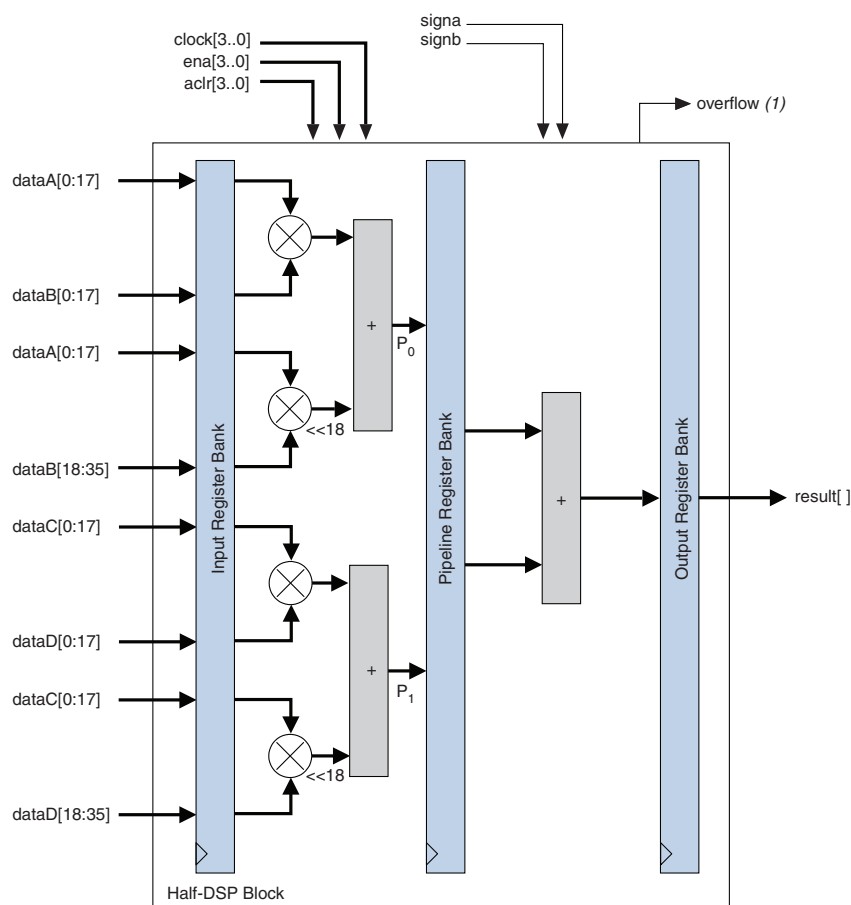 clock[3..0]
ena[3..0]
aclr[3..0]
signa
signb
overflow (1)
dataA[0:17]
dataB[0:17]
dataA[0:17]
dataB[18:35]
dataC[0:17]
dataD[0:17]
dataC[0:17]
dataD[18:35]
Input Register Bank
<<18
<<18
+
+
P0
P1
Pipeline Register Bank
+
Output Register Bank
result[ ]
Half-DSP Block